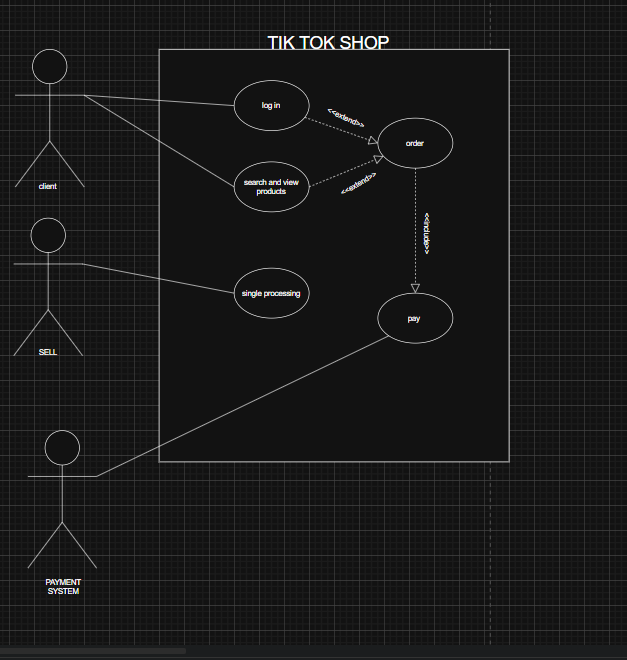 TIK TOK SHOP
log in
<<extend>>
order
client
search and view
products
<<extend>>
<<include>>
single processing
pay
SELL
PAYMENT
SYSTEM